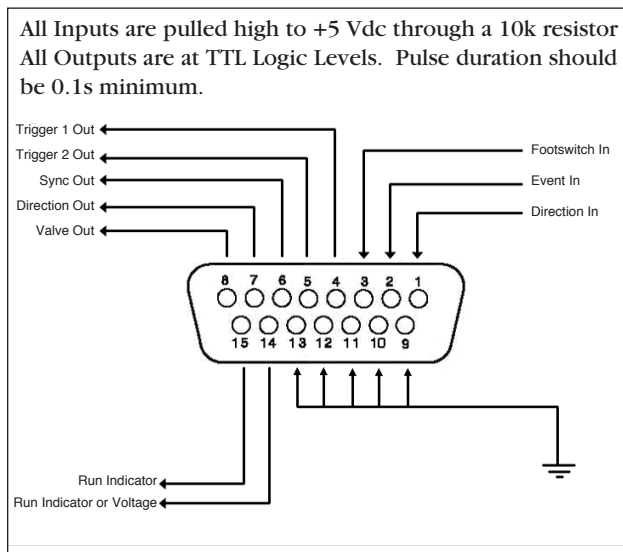 All Inputs are pulled high to +5 Vdc through a 10k resistor
All Outputs are at TTL Logic Levels.  Pulse duration should
be 0.1s minimum.
Trigger 1 Out
Trigger 2 Out
Sync Out
Direction Out
Valve Out
Footswitch In
Event In
Direction In
8 7 6 5 4 3 2 1
15 14 13 12 11 10 9
Run Indicator
Run Indicator or Voltage